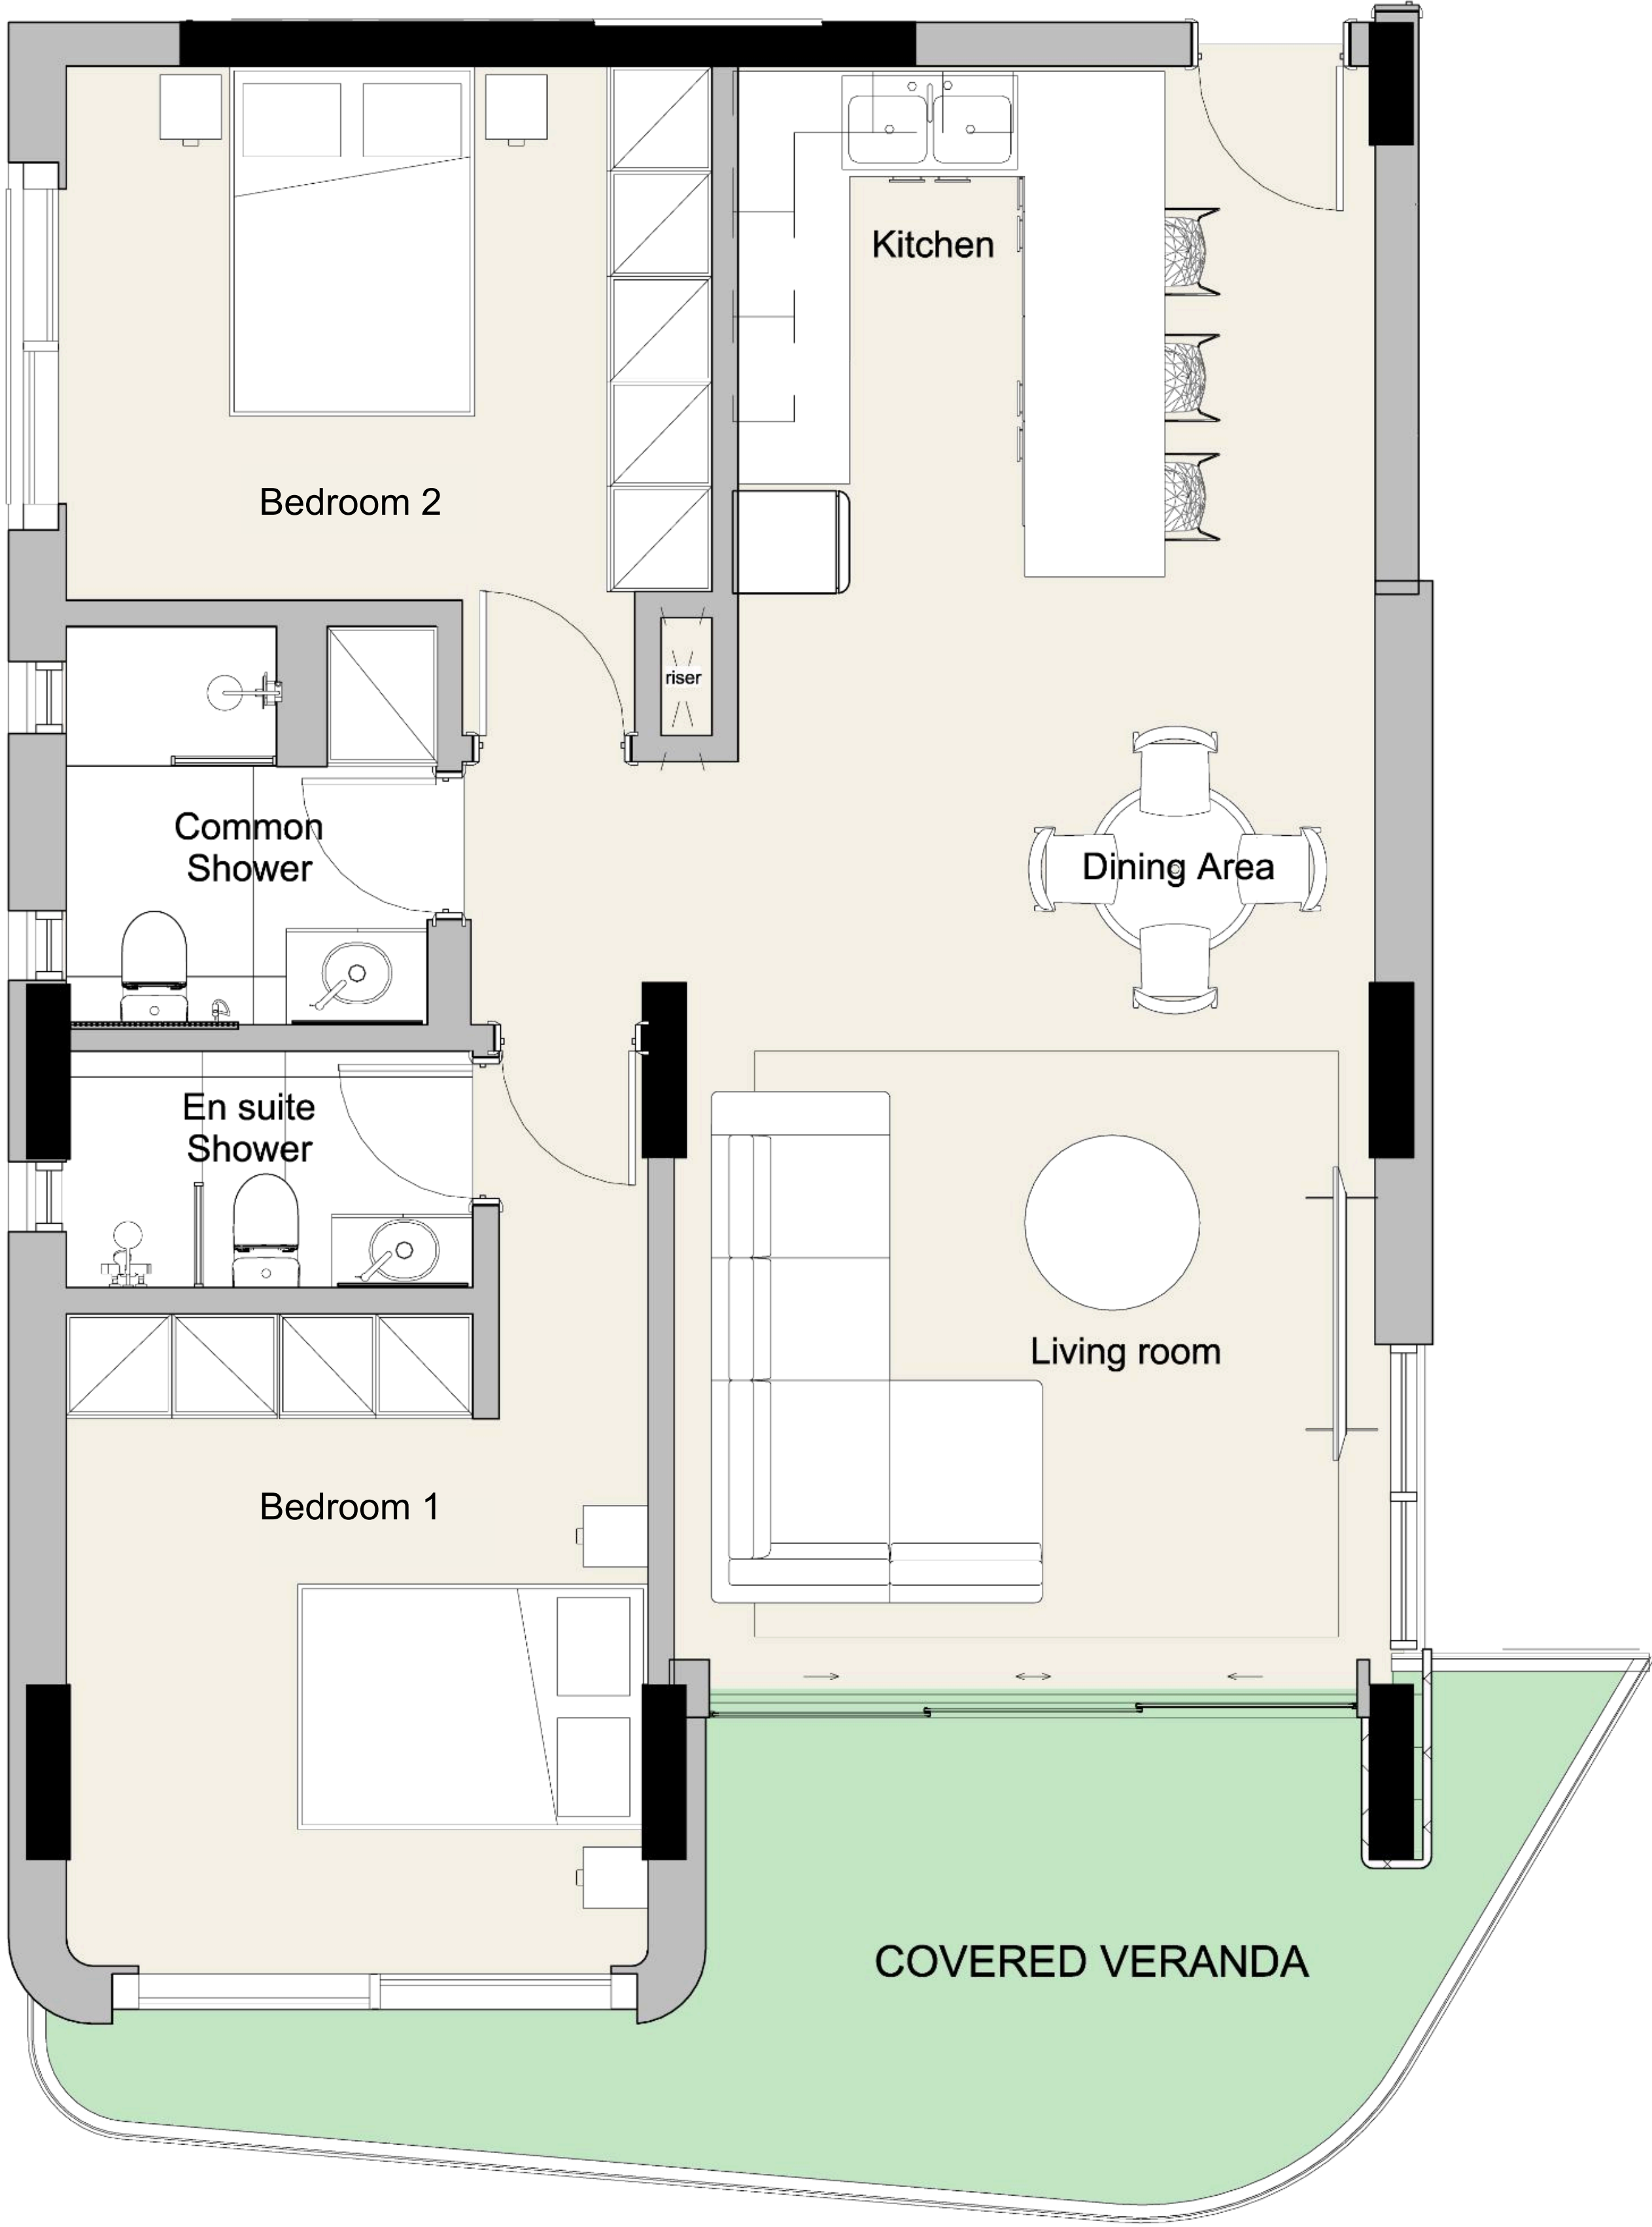 Kitchen
Bedroom 2
riser
Common
Shower
Dining Area
En suite
Shower
Living room
Bedroom 1
COVERED VERANDA